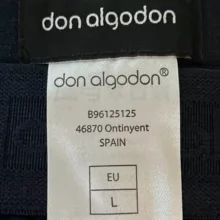 don algodon
don algodon®
B96125125
46870 Ontinyent
SPAIN
EU
L